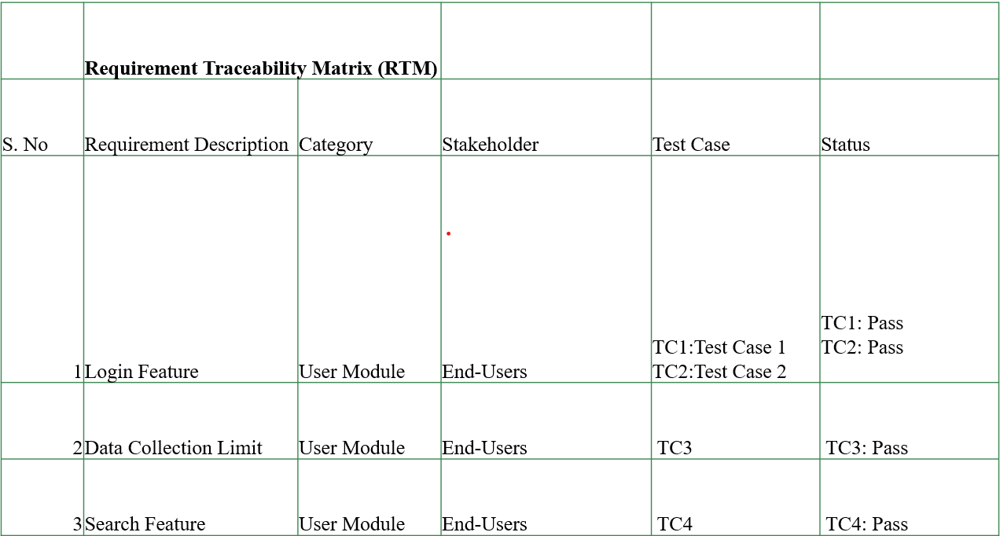 Requirement Traceability Matrix (RTM)
S. No Requirement Description Category Stakeholder Test Case Status
TC1: Pass
TC1:Test Case 1 TC2: Pass
1 Login Feature User Module End-Users TC2:Test Case 2
2 Data Collection Limit User Module End-Users TC3 TC3: Pass
3 Search Feature User Module End-Users TC4 TC4: Pass